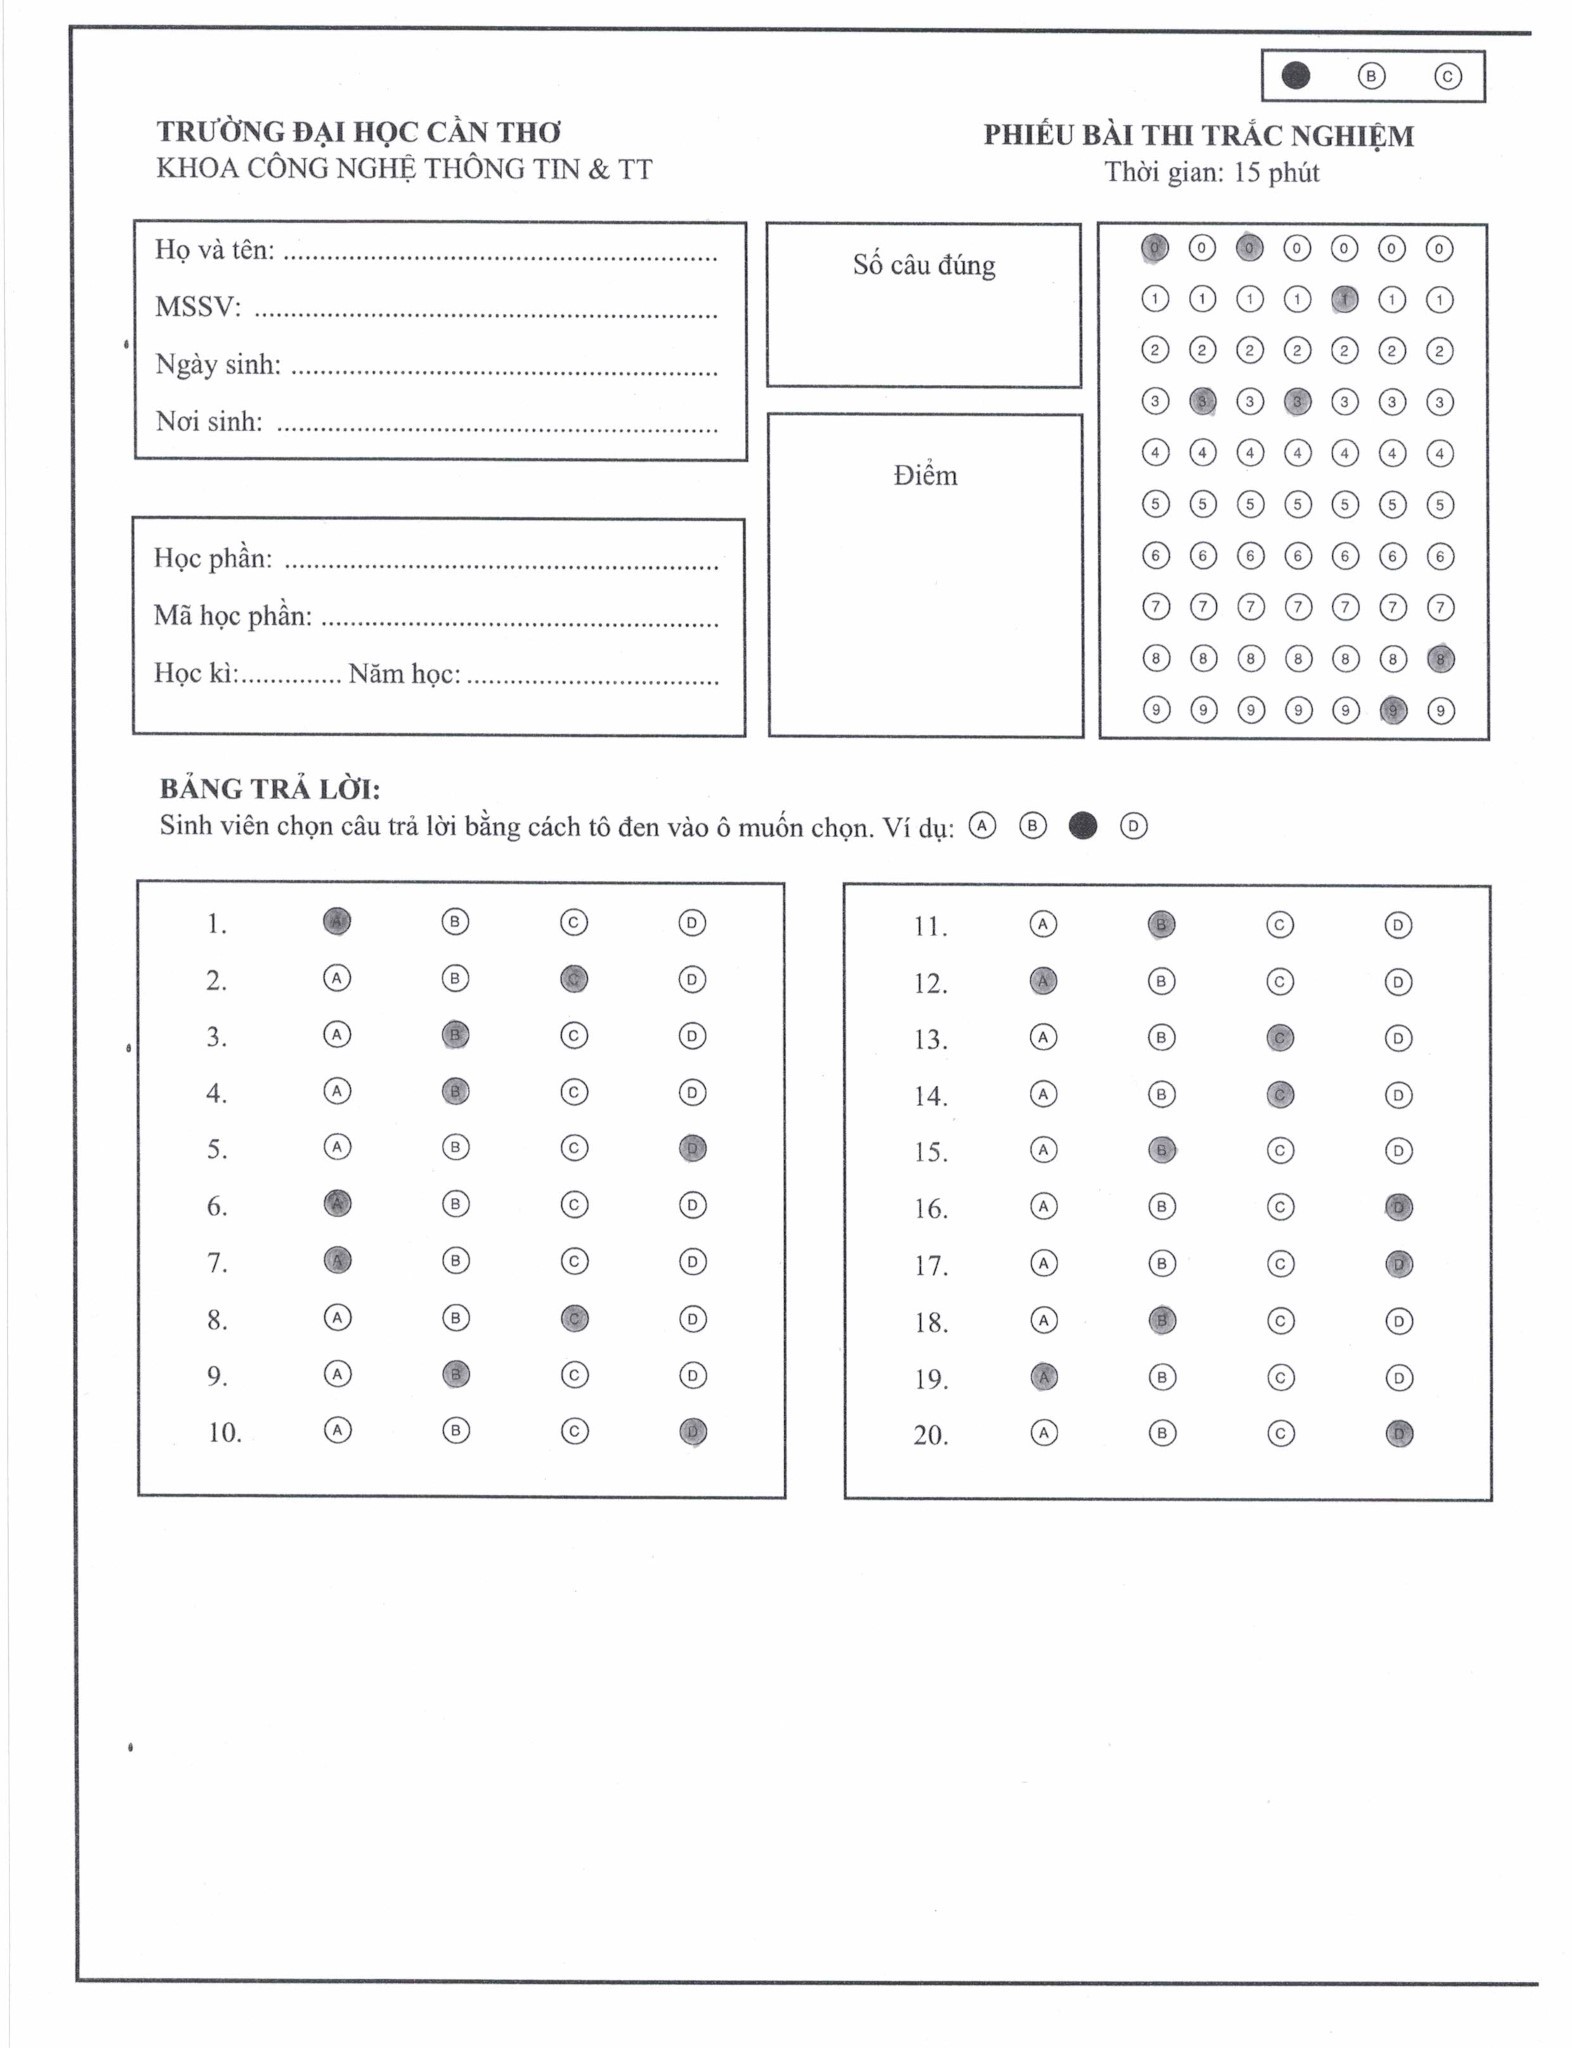 A B C
TRƯỜNG ĐẠI HỌC CẦN THƠ
KHOA CÔNG NGHỆ THÔNG TIN & TT
PHIẾU BÀI THI TRẮC NGHIỆM
Thời gian: 15 phút
Họ và tên: ..............................................................
MSSV: ..................................................................
Ngày sinh: .............................................................
Nơi sinh: ...............................................................
Học phần: ..............................................................
Mã học phần: .........................................................
Học kì:.............. Năm học: ....................................
Số câu đúng
Điểm
0 0 0 0 0 0 0
1 1 1 1 1 1 1
2 2 2 2 2 2 2
3 3 3 3 3 3 3
4 4 4 4 4 4 4
5 5 5 5 5 5 5
6 6 6 6 6 6 6
7 7 7 7 7 7 7
8 8 8 8 8 8 8
9 9 9 9 9 9 9
BẢNG TRẢ LỜI:
Sinh viên chọn câu trả lời bằng cách tô đen vào ô muốn chọn. Ví dụ: A B D
1. A B C D
2. A B C D
3. A B C D
4. A B C D
5. A B C D
6. A B C D
7. A B C D
8. A B C D
9. A B C D
10. A B C D
11. A B C D
12. A B C D
13. A B C D
14. A B C D
15. A B C D
16. A B C D
17. A B C D
18. A B C D
19. A B C D
20. A B C D